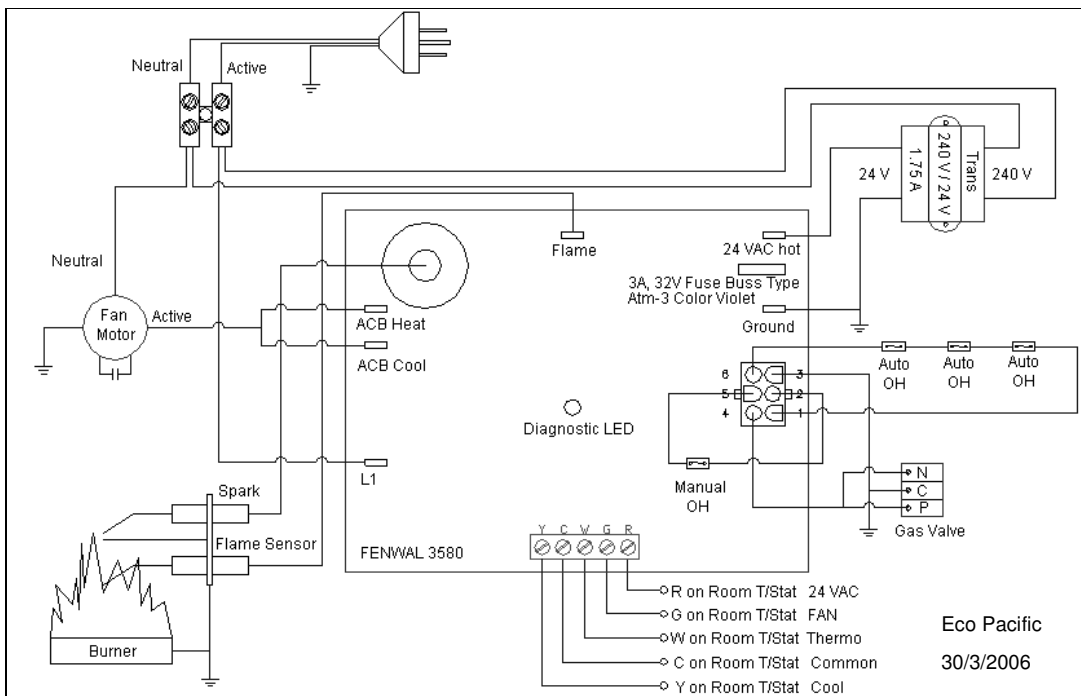 Neutral
Active
24 V
1.75 A
240 V / 24 V
Trans
240 V
Flame
24 VAC hot
3A, 32V Fuse Buss Type
Atm-3 Color Violet
Ground
Neutral
Fan
Motor
Active
ACB Heat
ACB Cool
Auto
OH
Auto
OH
Auto
OH
6
3
5
2
4
1
Diagnostic LED
L1
Manual
OH
N
C
P
Gas Valve
Spark
Flame Sensor
FENWAL 3580
Y C W G R
R on Room T/Stat 24 VAC
G on Room T/Stat FAN
W on Room T/Stat Thermo
C on Room T/Stat Common
Y on Room T/Stat Cool
Burner
Eco Pacific
30/3/2006